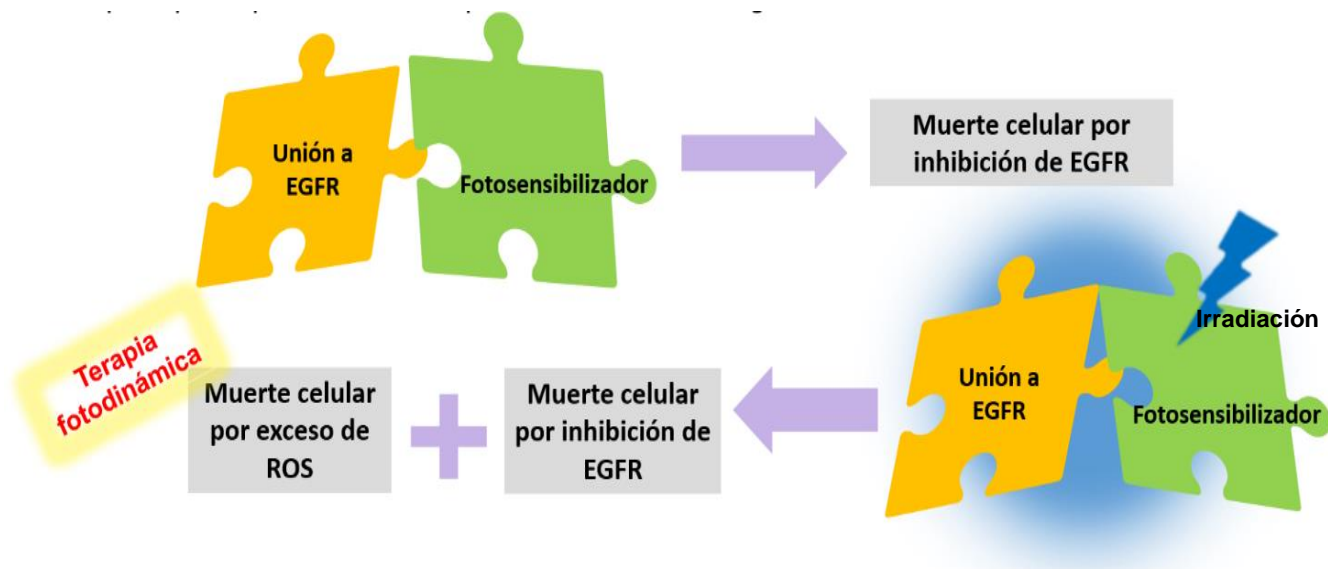 Unión a
EGFR
Fotosensibilizador
Muerte celular por
inhibición de EGFR
Irradiación
Unión a
EGFR
Fotosensibilizador
Terapia
fotodinámica
Muerte celular
por exceso de
ROS
Muerte celular
por inhibición de
EGFR